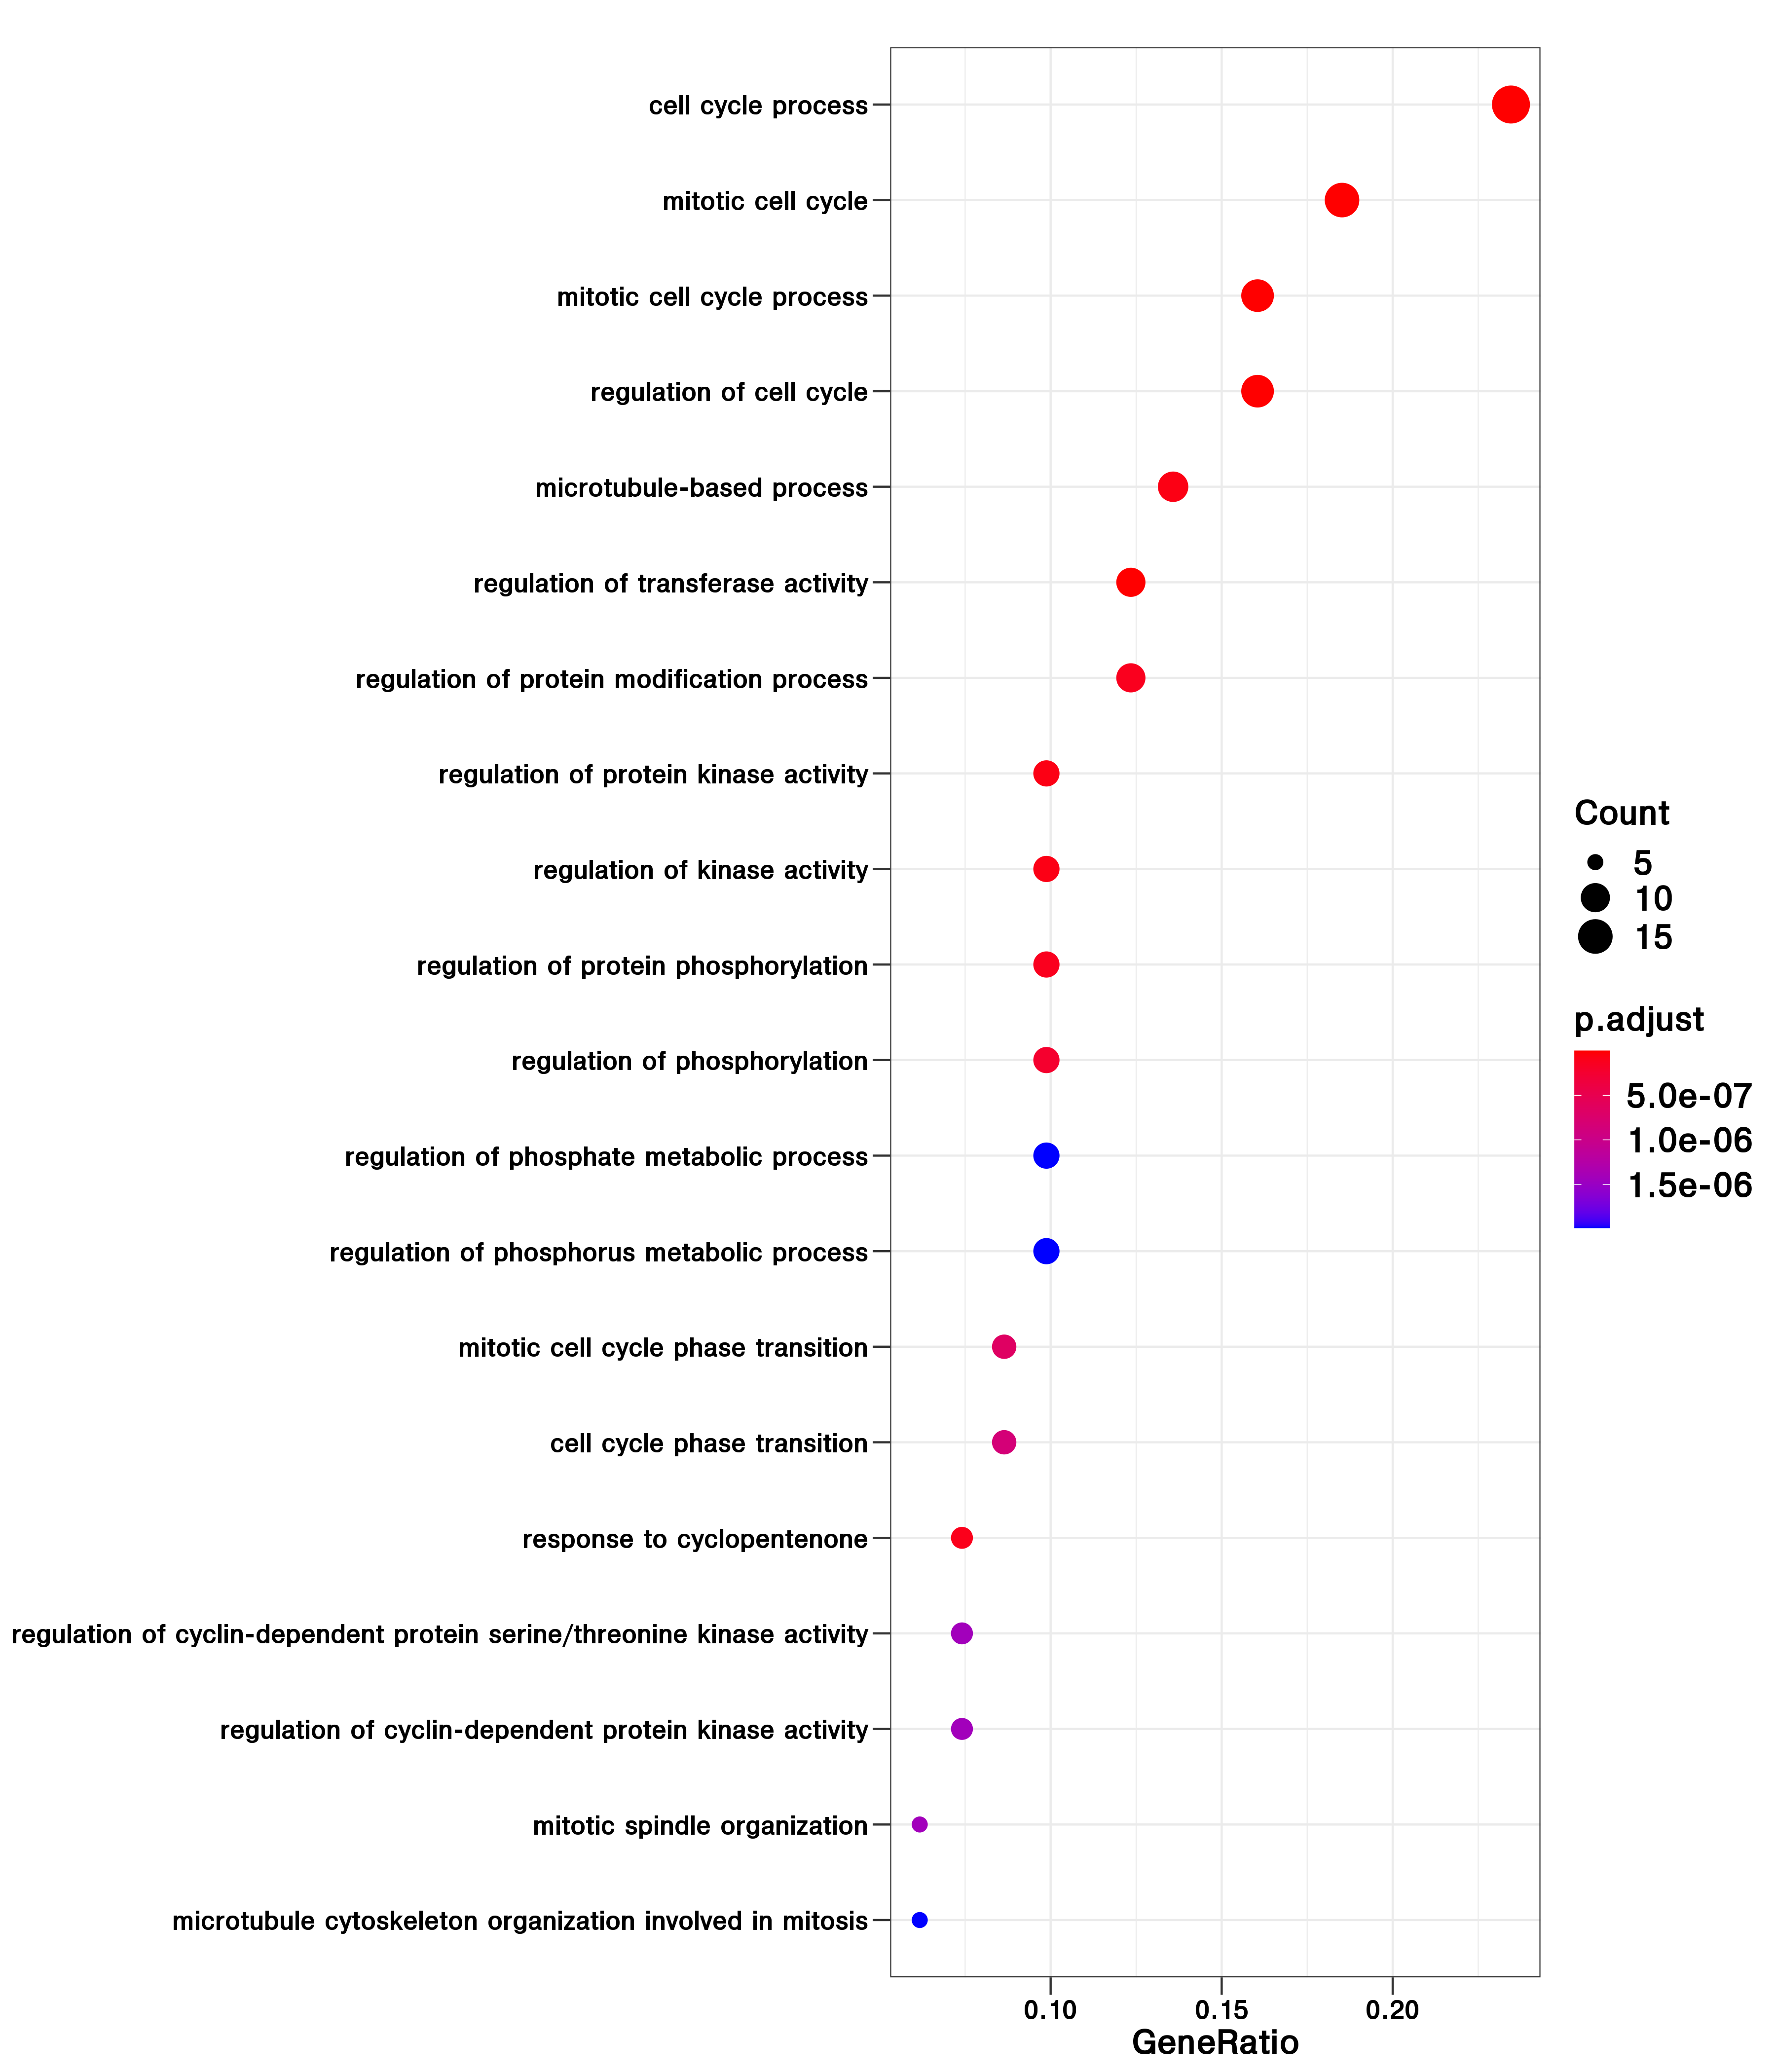 cell cycle process
mitotic cell cycle
mitotic cell cycle process
regulation of cell cycle
microtubule-based process
regulation of transferase activity
regulation of protein modification process
regulation of protein kinase activity
regulation of kinase activity
regulation of protein phosphorylation
regulation of phosphorylation
regulation of phosphate metabolic process
regulation of phosphorus metabolic process
mitotic cell cycle phase transition
cell cycle phase transition
response to cyclopentenone
regulation of cyclin-dependent protein serine/threonine kinase activity
regulation of cyclin-dependent protein kinase activity
mitotic spindle organization
microtubule cytoskeleton organization involved in mitosis
0.10 0.15 0.20
GeneRatio
Count
5
10
15
p.adjust
5.0e-07
1.0e-06
1.5e-06